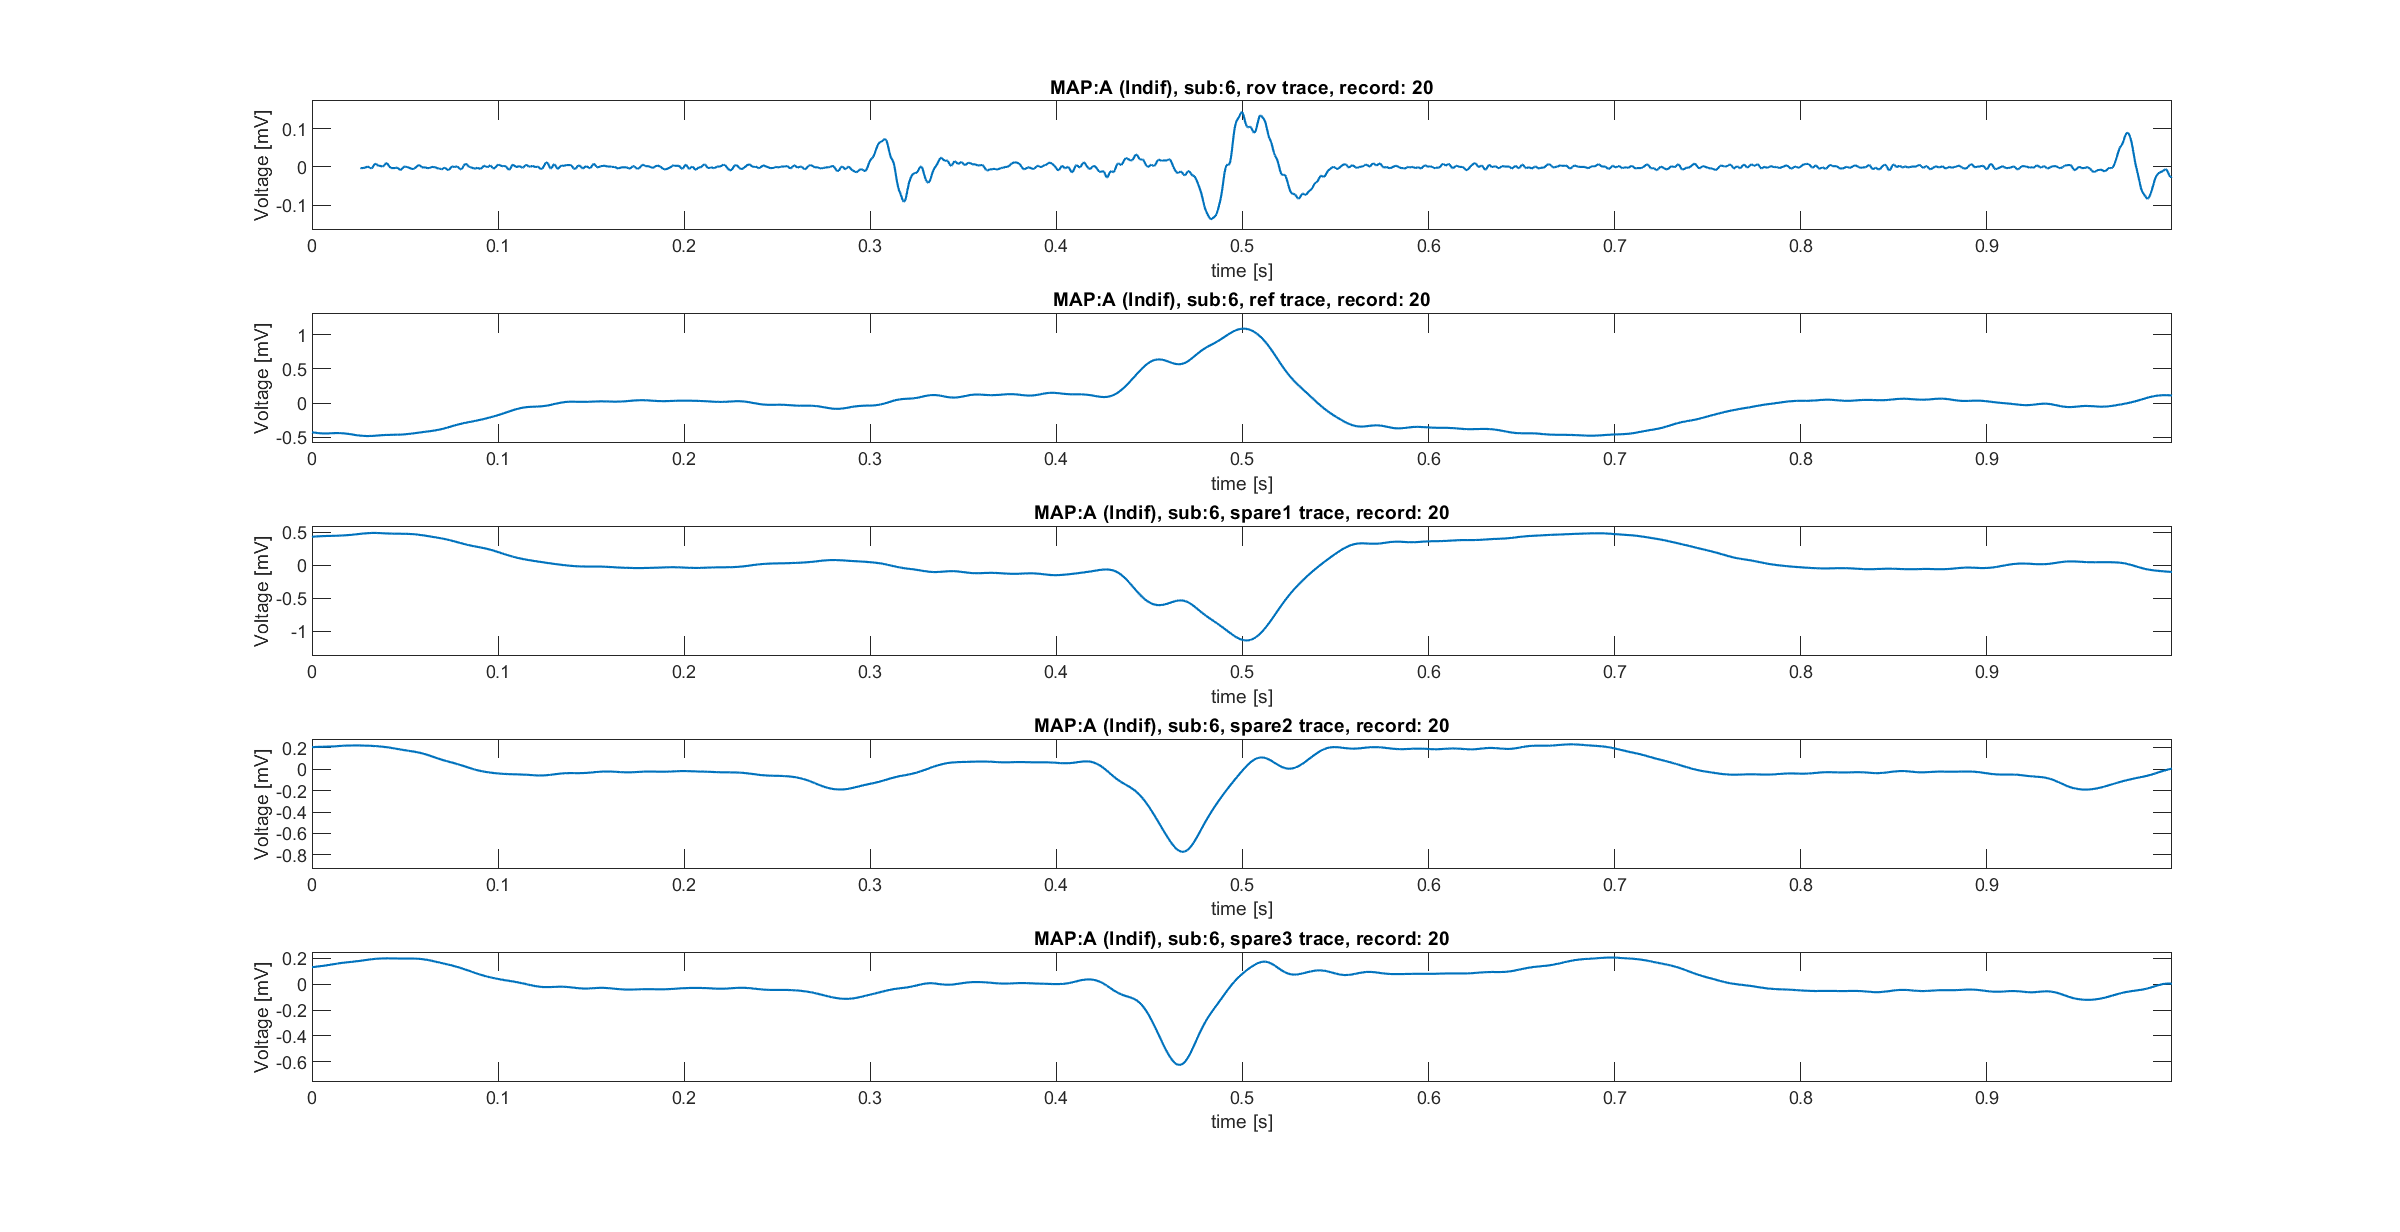 MAP:A (Indif), sub:6, rov trace, record: 20
Voltage [mV]
0.1
0
-0.1
0 0.1 0.2 0.3 0.4 0.5 0.6 0.7 0.8 0.9
time [s]
MAP:A (Indif), sub:6, ref trace, record: 20
Voltage [mV]
1
0.5
0
-0.5
0 0.1 0.2 0.3 0.4 0.5 0.6 0.7 0.8 0.9
time [s]
MAP:A (Indif), sub:6, spare1 trace, record: 20
Voltage [mV]
0.5
0
-0.5
-1
0 0.1 0.2 0.3 0.4 0.5 0.6 0.7 0.8 0.9
time [s]
MAP:A (Indif), sub:6, spare2 trace, record: 20
Voltage [mV]
0.2
0
-0.2
-0.4
-0.6
-0.8
0 0.1 0.2 0.3 0.4 0.5 0.6 0.7 0.8 0.9
time [s]
MAP:A (Indif), sub:6, spare3 trace, record: 20
Voltage [mV]
0.2
0
-0.2
-0.4
-0.6
0 0.1 0.2 0.3 0.4 0.5 0.6 0.7 0.8 0.9
time [s]